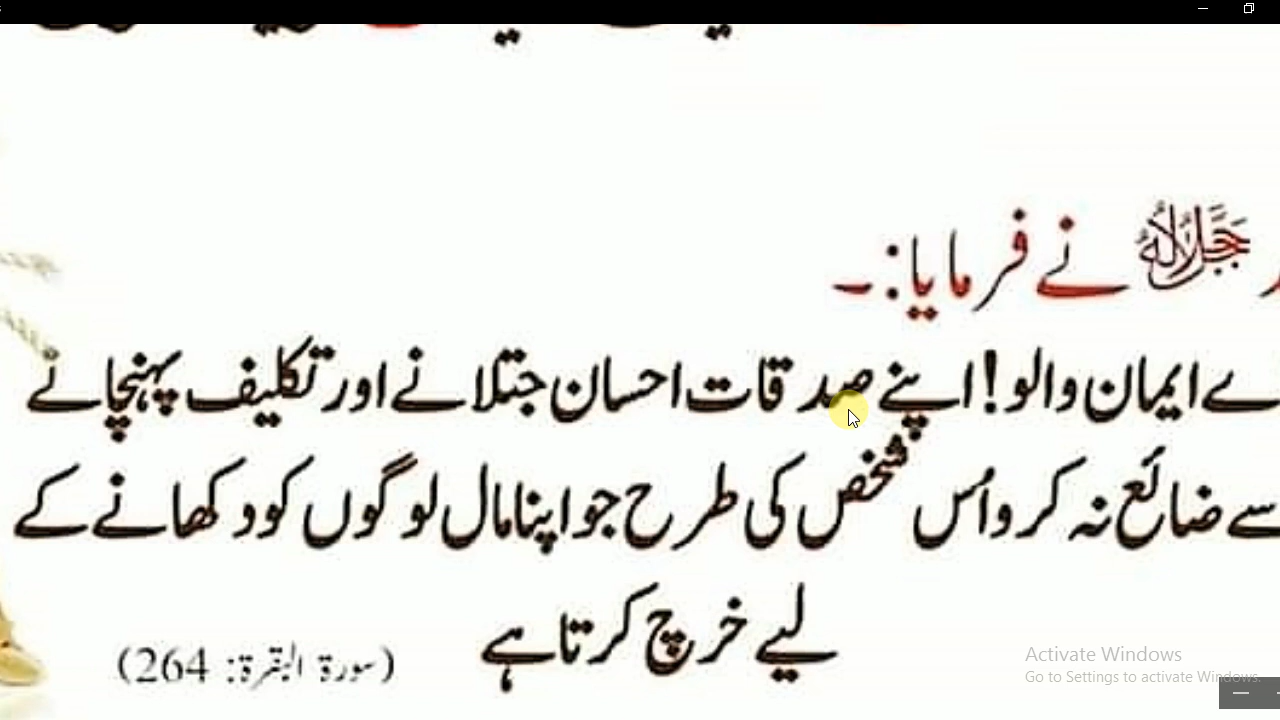 جَلَّ جَلَالُهٗ نے فرمایا:۔
ے ایمان والو! اپنے صدقات احسان جتلانے اور تکلیف پہنچانے
سے ضائع نہ کرو اُس شخص کی طرح جو اپنا مال لوگوں کو دکھانے کے
لیے خرچ کرتا ہے
(سورۃ البقرۃ: 264)
Activate Windows
Go to Settings to activate Windows.